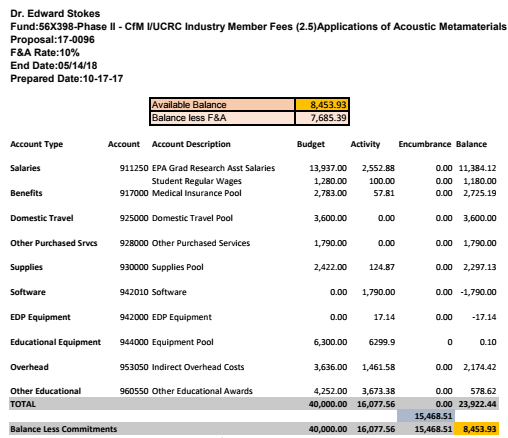 Dr. Edward Stokes
Fund:56X398-Phase II - CfM I/UCRC Industry Member Fees (2.5)Applications of Acoustic Metamaterials
Proposal:17-0096
F&A Rate:10%
End Date:05/14/18
Prepared Date:10-17-17
Available Balance 8,453.93
Balance less F&A 7,685.39
Account Type Account Account Description Budget Activity Encumbrance Balance
Salaries 911250 EPA Grad Research Asst Salaries 13,937.00 2,552.88 0.00 11,384.12
Student Regular Wages 1,280.00 100.00 0.00 1,180.00
Benefits 917000 Medical Insurance Pool 2,783.00 57.81 0.00 2,725.19
Domestic Travel 925000 Domestic Travel Pool 3,600.00 0.00 0.00 3,600.00
Other Purchased Srvcs 928000 Other Purchased Services 1,790.00 0.00 0.00 1,790.00
Supplies 930000 Supplies Pool 2,422.00 124.87 0.00 2,297.13
Software 942010 Software 0.00 1,790.00 0.00 -1,790.00
EDP Equipment 942000 EDP Equipment 0.00 17.14 0.00 -17.14
Educational Equipment 944000 Equipment Pool 6,300.00 6299.9 0 0.10
Overhead 953050 Indirect Overhead Costs 3,636.00 1,461.58 0.00 2,174.42
Other Educational 960550 Other Educational Awards 4,252.00 3,673.38 0.00 578.62
TOTAL 40,000.00 16,077.56 0.00 23,922.44
15,468.51
Balance Less Commitments 40,000.00 16,077.56 15,468.51 8,453.93